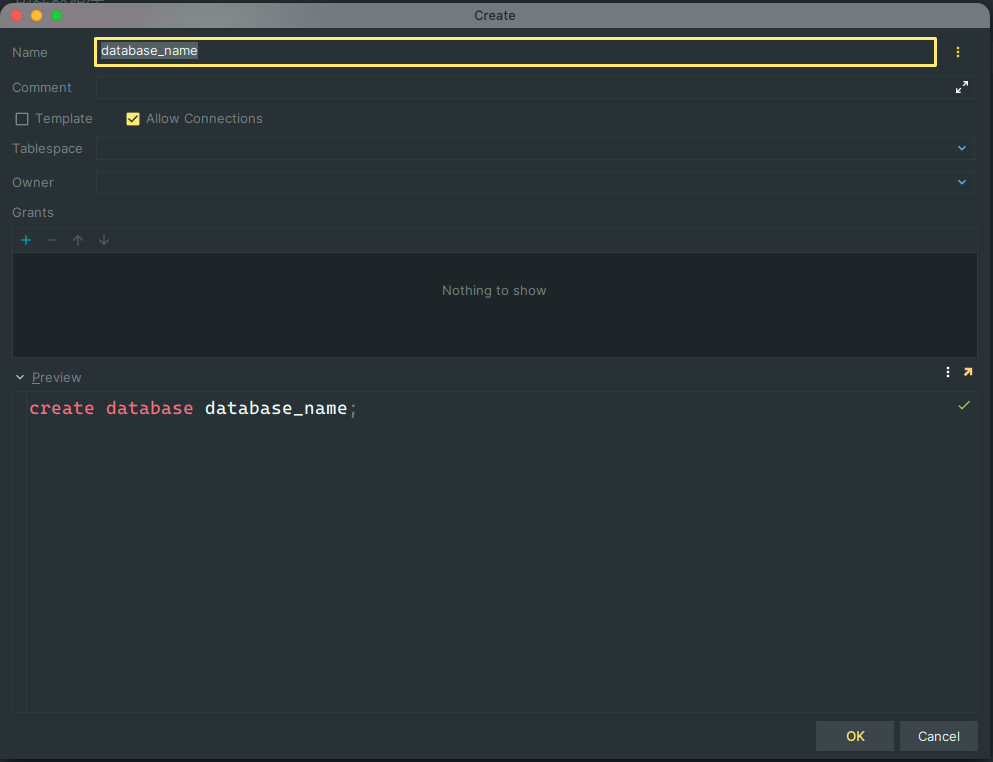 Create
Name database_name
Comment
Template Allow Connections
Tablespace
Owner
Grants
Nothing to show
Preview
create database database_name;
OK Cancel